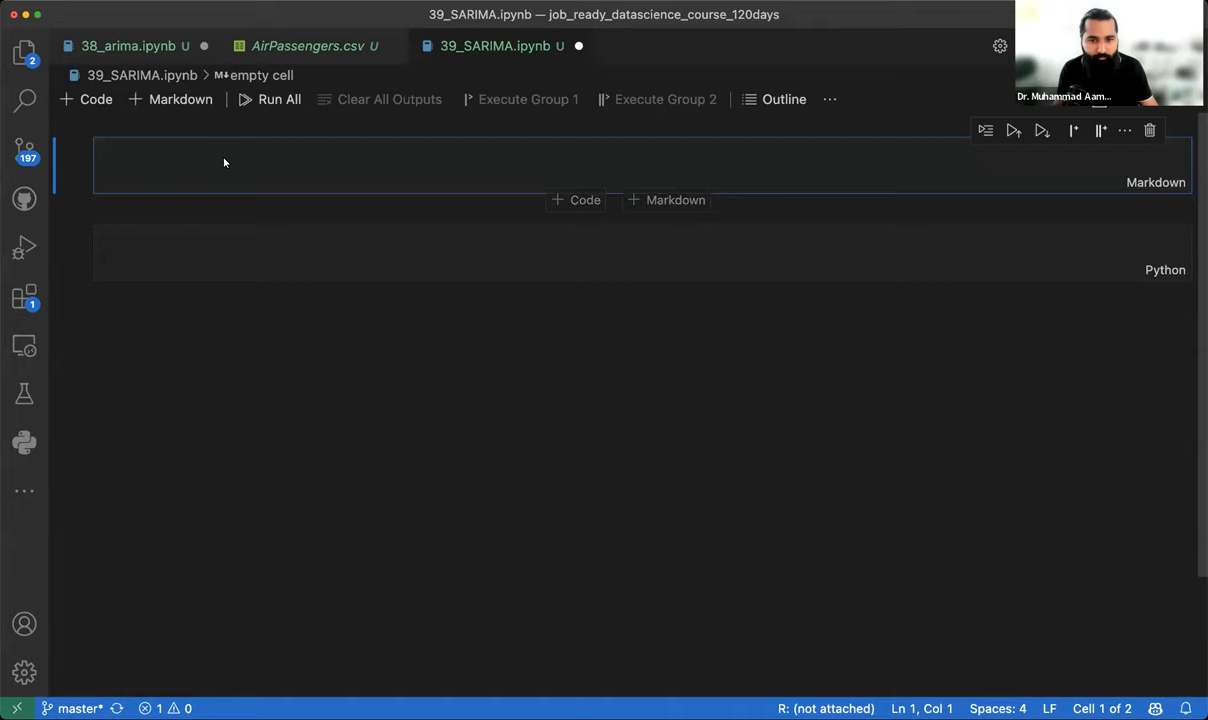 39_SARIMA.ipynb — job_ready_datascience_course_120days
38_arima.ipynb U
AirPassengers.csv U
39_SARIMA.ipynb U
39_SARIMA.ipynb > M↓ empty cell
+ Code
+ Markdown
Run All
Clear All Outputs
Execute Group 1
Execute Group 2
Outline
Dr. Muhammad Aam...
2
197
1
Markdown
+ Code
+ Markdown
Python
master*
1
0
R: (not attached)
Ln 1, Col 1
Spaces: 4
LF
Cell 1 of 2